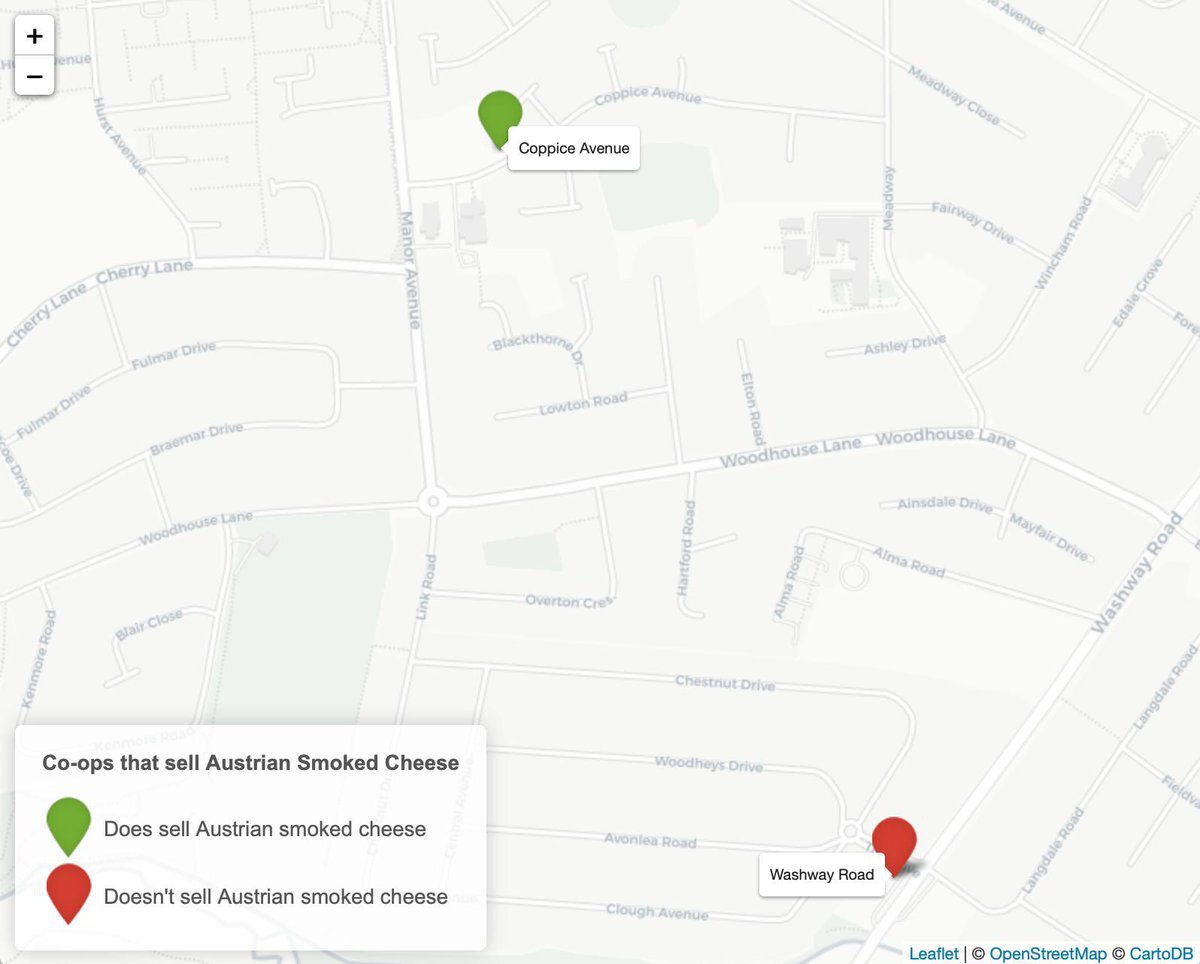 +
−
Hurst Avenue
Avenue
Coppice Avenue
Meadway Close
Coppice Avenue
Manor Avenue
Meadway
Fairway Drive
Wincham Road
Edale Grove
Cherry Lane
Cherry Lane
Fulmar Drive
Fulmar Drive
Blackthorne Dr.
Ashley Drive
Lowton Road
Elton Road
Braemar Drive
Woodhouse Lane
Woodhouse Lane
Woodhouse Lane
Ainsdale Drive
Mayfair Drive
Washway Road
Hartford Road
Alma Road
Alma Road
Link Road
Overton Cres
Blair Close
Kenmore Road
Chestnut Drive
Langdale Road
Kenmore Road
Woodheys Drive
Avonlea Road
Langdale Road
Clough Avenue
Central Avenue
Washway Road
Co-ops that sell Austrian Smoked Cheese
Does sell Austrian smoked cheese
Doesn't sell Austrian smoked cheese
Leaflet | © OpenStreetMap © CartoDB